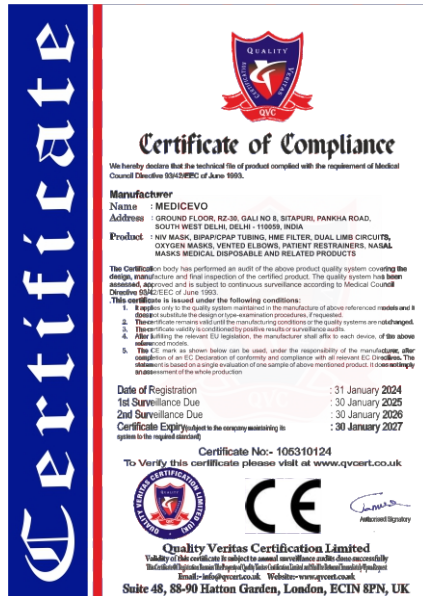 Certificate
QUALITY
VERITAS
QVC
Certificate of Compliance
We hereby declare that the technical file of product complied with the requirement of Medical
Council Directive 93/42/EEC of June 1993.
Manufacturer
Name : MEDICEVO
Address : GROUND FLOOR, RZ-30, GALI NO 8, SITAPURI, PANKHA ROAD,
SOUTH WEST DELHI, DELHI - 110059, INDIA
Product : NIV MASK, BIPAP/CPAP TUBING, HME FILTER, DUAL LIMB CIRCUITS,
OXYGEN MASKS, VENTED ELBOWS, PATIENT RESTRAINERS, NASAL
MASKS MEDICAL DISPOSABLE AND RELATED PRODUCTS
The Certification body has performed an audit of the above product quality system covering the
design, manufacture and final inspection of the certified product. The quality system has been
assessed, approved and is subject to continuous surveillance according to Medical Council
Directive 93/42/EEC of June 1993.
.This certificate is issued under the following conditions:
1. It applies only to the quality system maintained in the manufacture of above referenced models and it
does not substitute the design or type-examination procedures, if requested.
2. The certificate remains valid until the manufacturing conditions or the quality systems are not changed.
3. The certificate validity is conditioned by positive results or surveillance audits.
4. After fulfilling the relevant EU legislation, the manufacturer shall affix to each device, of the above
referenced models.
5. The CE mark as shown below can be used, under the responsibility of the manufacturer, after
completion of an EC Declaration of conformity and compliance with all relevant EC Directives. The
statement is based on a single evaluation of one sample of above mentioned product. It does not imply
an assessment of the whole production.
Date of Registration : 31 January 2024
1st Surveillance Due : 30 January 2025
2nd Surveillance Due : 30 January 2026
Certificate Expiry(subject to the company maintaining its : 30 January 2027
system to the required standard)
Certificate No:- 105310124
To Verify this certificate please visit at www.qvcert.co.uk
QUALITY VERITAS CERTIFICATION LIMITED (UK)
CE
Authorised Signatory
Quality Veritas Certification Limited
Validity of this certificate is subject to annual surveillance audits done successfully
Email:- info@qvcert.co.uk Website:- www.qvcert.co.uk
Suite 48, 88-90 Hatton Garden, London, ECIN 8PN, UK